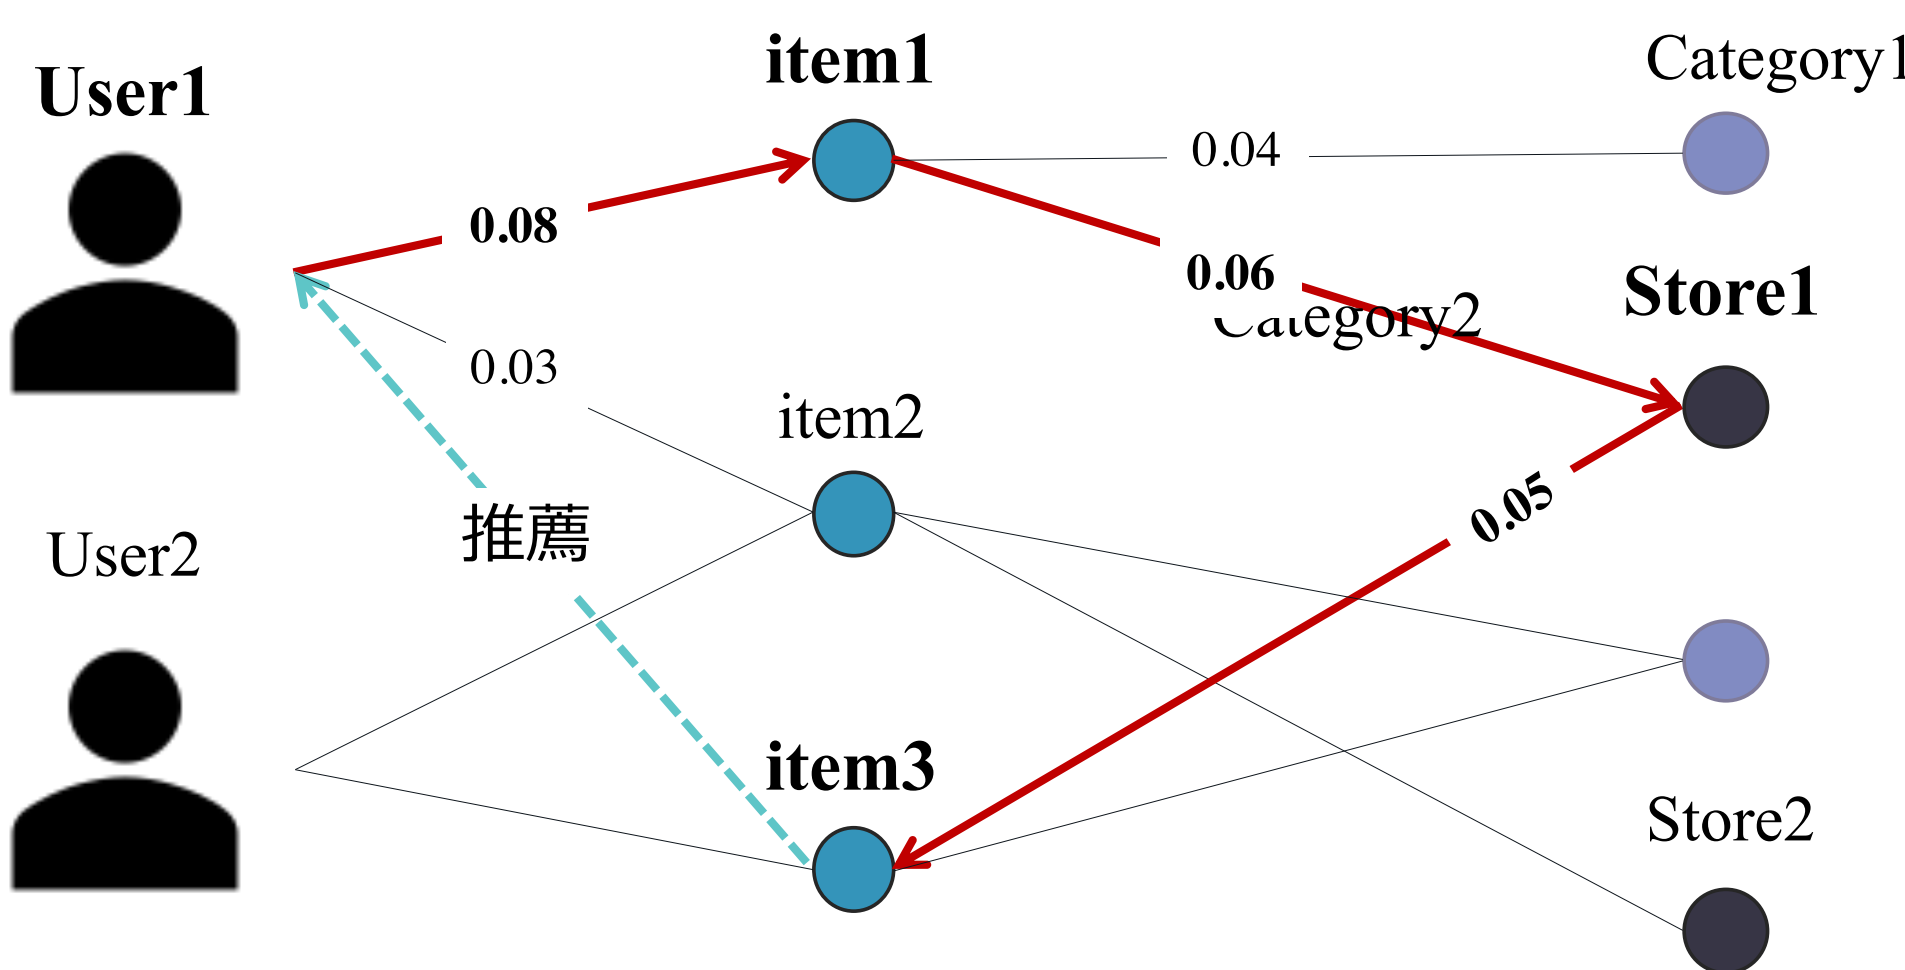 User1
item1
Category1
0.04
0.08
0.06
Store1
Category2
0.03
item2
0.05
推薦
User2
item3
Store2